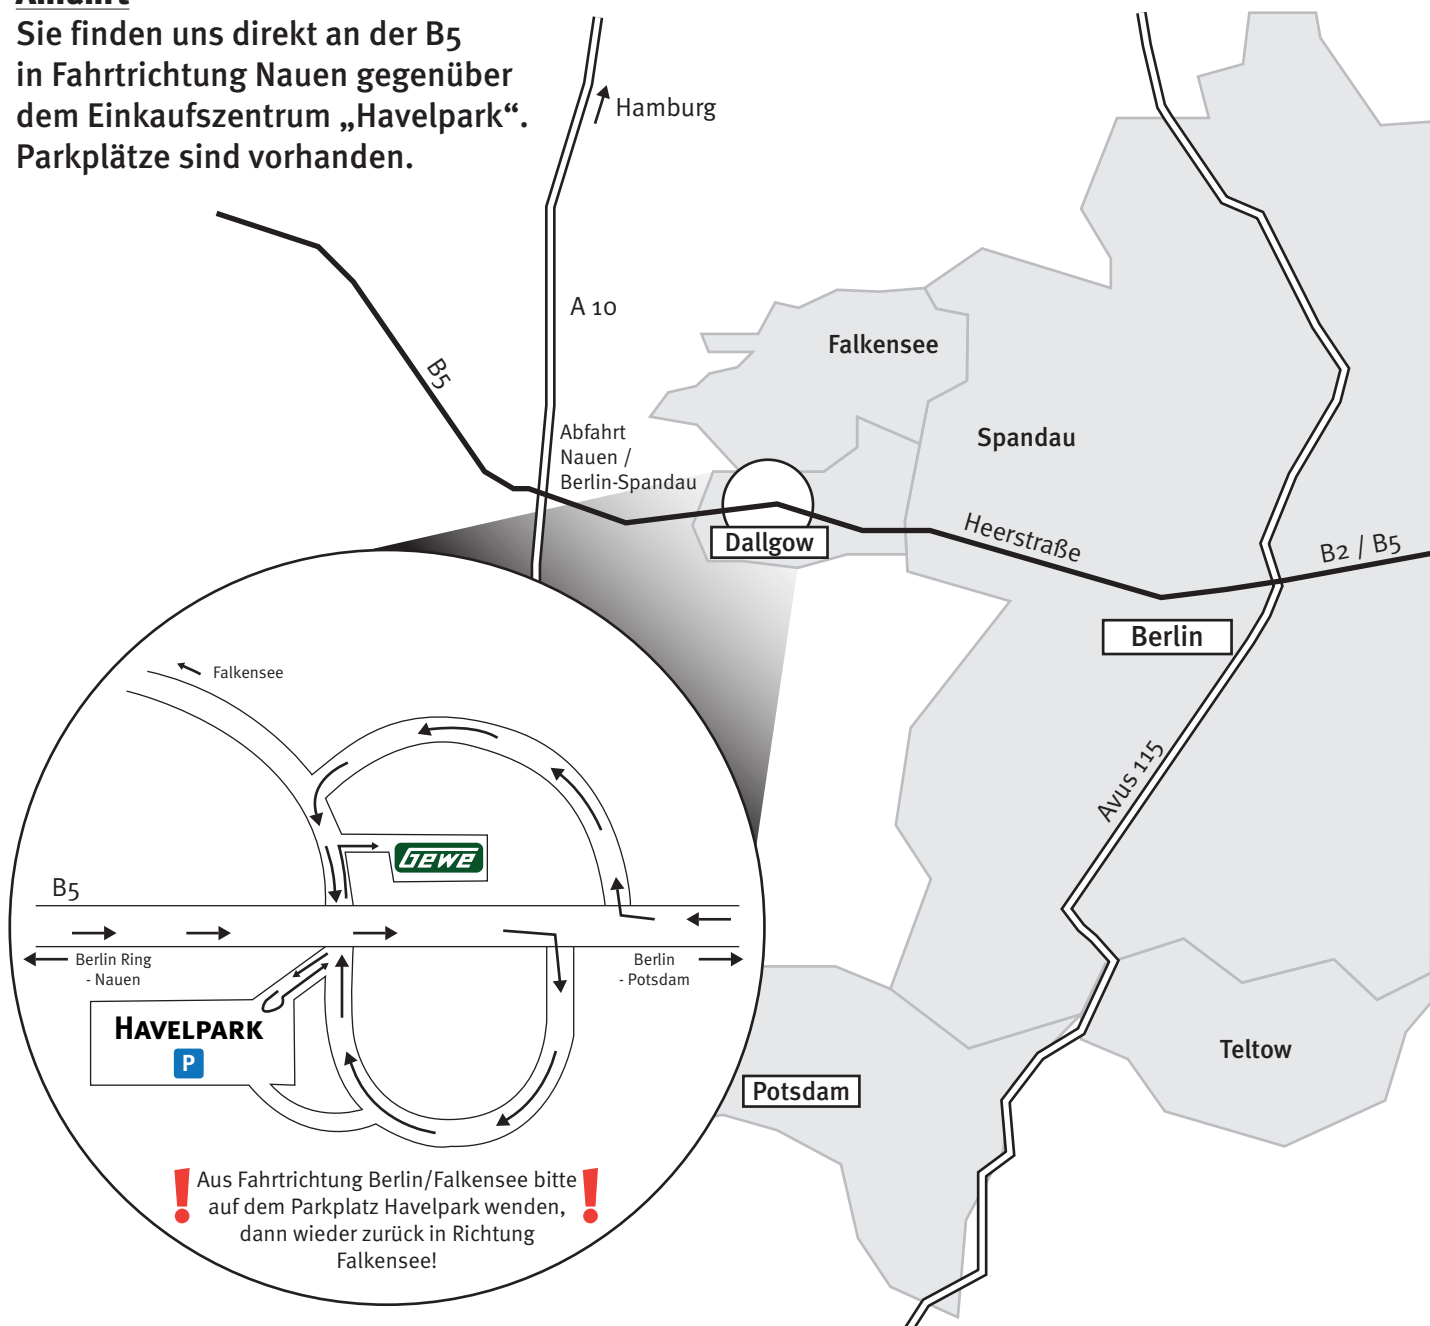 Anfahrt
Sie finden uns direkt an der B5
in Fahrtrichtung Nauen gegenüber
dem Einkaufszentrum „Havelpark“.
Parkplätze sind vorhanden.
Hamburg
A 10
B5
Falkensee
Spandau
Abfahrt
Nauen /
Berlin-Spandau
Dallgow
Heerstraße
B2 / B5
Berlin
Avus 115
Falkensee
GEWE
B5
Berlin Ring
- Nauen
Berlin
- Potsdam
HAVELPARK
P
Teltow
Potsdam
! Aus Fahrtrichtung Berlin/Falkensee bitte !
auf dem Parkplatz Havelpark wenden,
dann wieder zurück in Richtung
Falkensee!